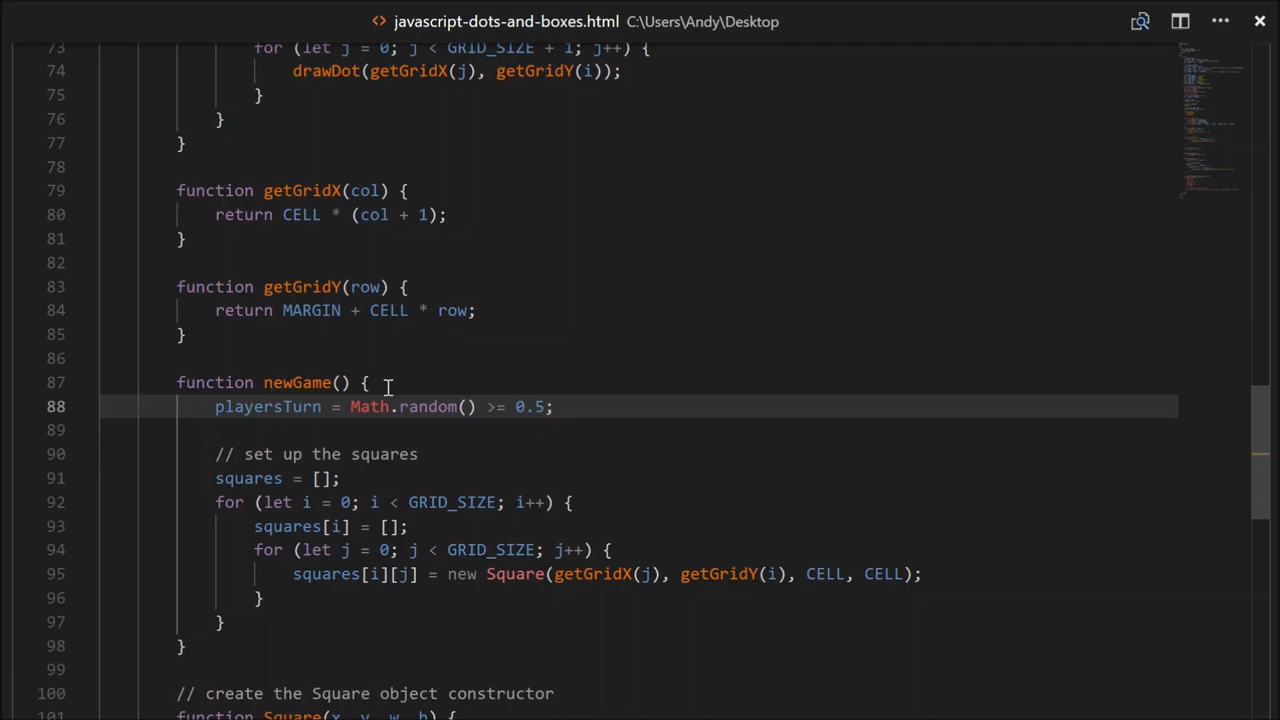 javascript-dots-and-boxes.html C:\Users\Andy\Desktop
73 for (let j = 0; j < GRID_SIZE + 1; j++) {
74 drawDot(getGridX(j), getGridY(i));
75 }
76 }
77 }
78
79 function getGridX(col) {
80 return CELL * (col + 1);
81 }
82
83 function getGridY(row) {
84 return MARGIN + CELL * row;
85 }
86
87 function newGame() {
88 playersTurn = Math.random() >= 0.5;
89
90 // set up the squares
91 squares = [];
92 for (let i = 0; i < GRID_SIZE; i++) {
93 squares[i] = [];
94 for (let j = 0; j < GRID_SIZE; j++) {
95 squares[i][j] = new Square(getGridX(j), getGridY(i), CELL, CELL);
96 }
97 }
98 }
99
100 // create the Square object constructor
101 function Square(x, y, w, h) {